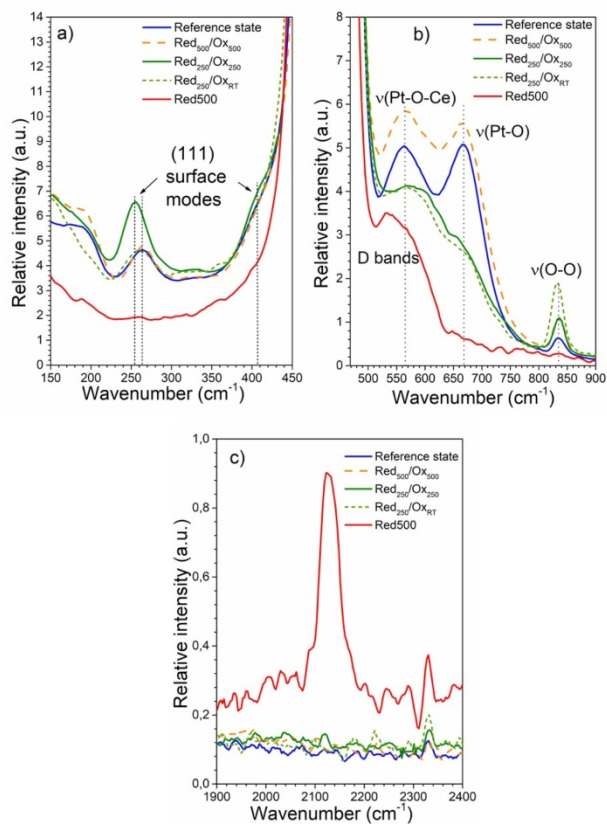 a)
Reference state
Red500/Ox500
Red250/Ox250
Red250/OxRT
Red500
(111)
surface
modes
Relative intensity (a.u.)
14
13
12
11
10
9
8
7
6
5
4
3
2
1
0
150 200 250 300 350 400 450
Wavenumber (cm-1)
b)
Reference state
Red500/Ox500
Red250/Ox250
Red250/OxRT
Red500
ν(Pt-O-Ce)
ν(Pt-O)
D bands
ν(O-O)
Relative intensity (a.u.)
8
7
6
5
4
3
2
1
0
500 550 600 650 700 750 800 850 900
Wavenumber (cm-1)
c)
Reference state
Red500/Ox500
Red250/Ox250
Red250/OxRT
Red500
Relative intensity (a.u.)
1,0
0,8
0,6
0,4
0,2
0,0
1900 2000 2100 2200 2300 2400
Wavenumber (cm-1)